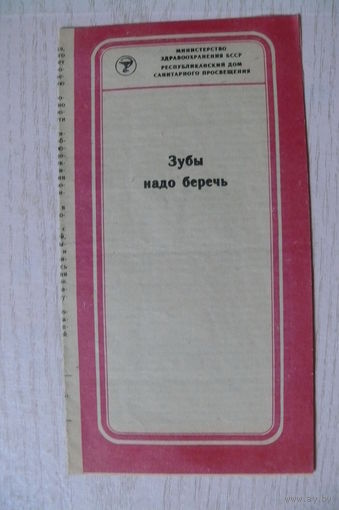 МИНИСТЕРСТВО
ЗДРАВООХРАНЕНИЯ БССР
РЕСПУБЛИКАНСКИЙ ДОМ
САНИТАРНОГО ПРОСВЕЩЕНИЯ
Зубы
надо беречь